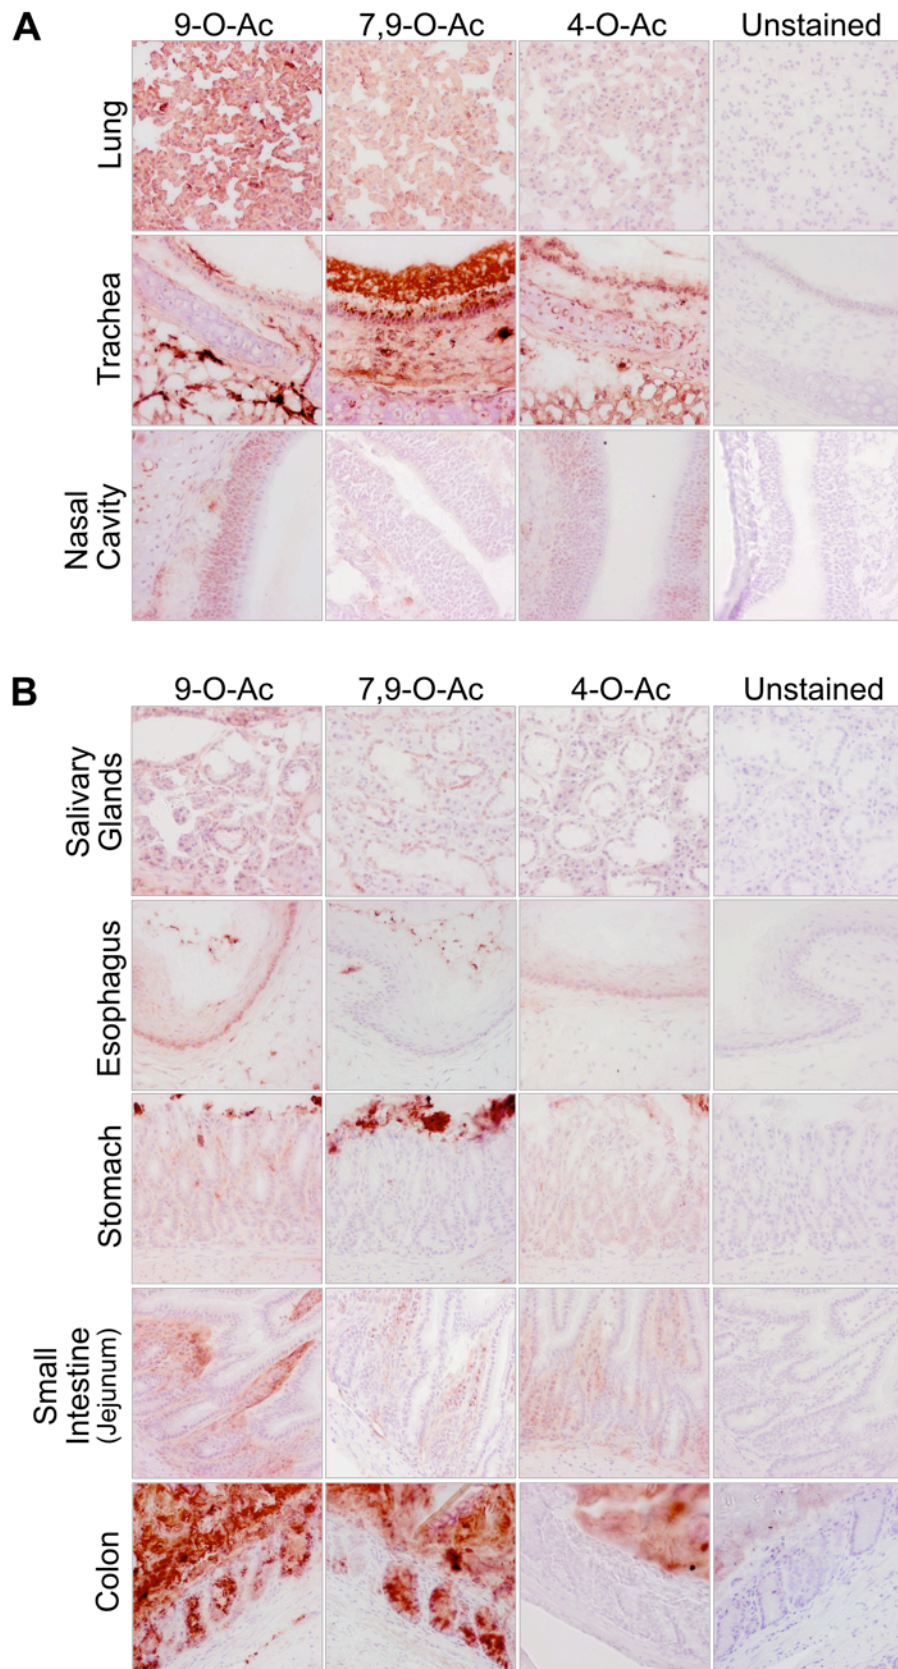 A
9-O-Ac 7,9-O-Ac 4-O-Ac Unstained
Lung
Trachea
Nasal
Cavity
B
9-O-Ac 7,9-O-Ac 4-O-Ac Unstained
Salivary
Glands
Esophagus
Stomach
Small
Intestine
(Jejunum)
Colon